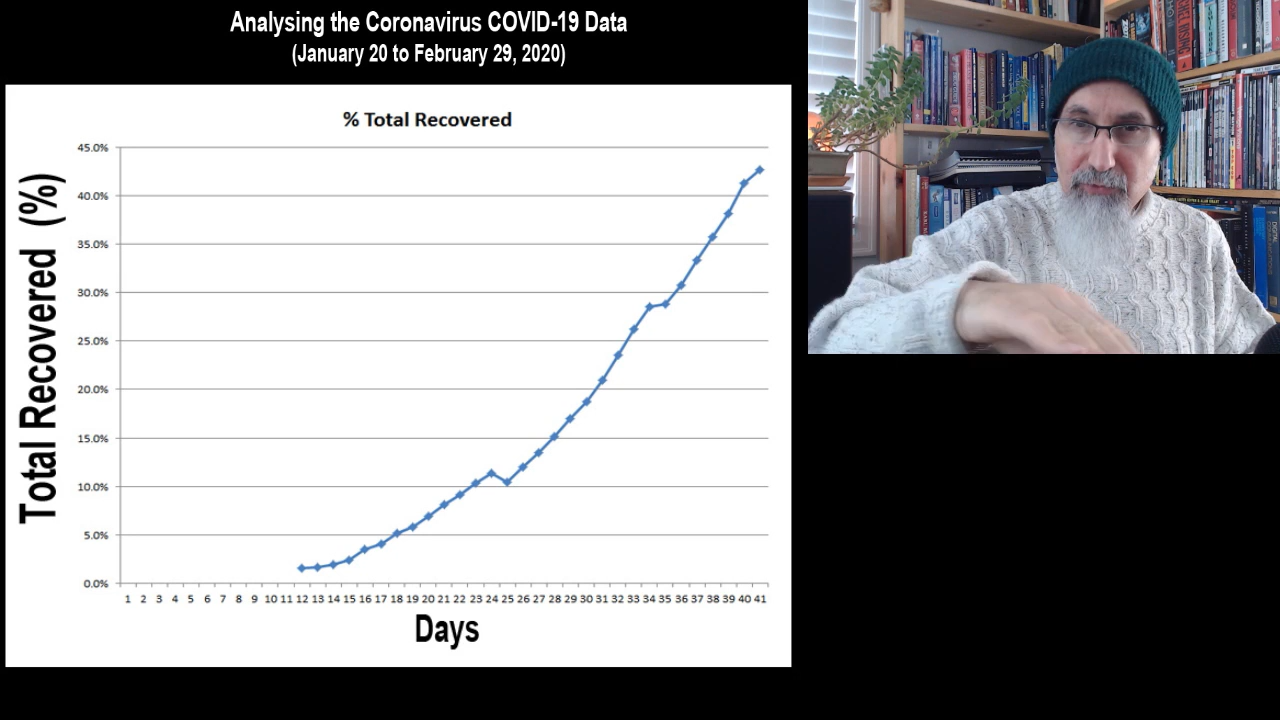 Analysing the Coronavirus COVID-19 Data
(January 20 to February 29, 2020)
% Total Recovered
Total Recovered (%)
45.0%
40.0%
35.0%
30.0%
25.0%
20.0%
15.0%
10.0%
5.0%
0.0%
1 2 3 4 5 6 7 8 9 10 11 12 13 14 15 16 17 18 19 20 21 22 23 24 25 26 27 28 29 30 31 32 33 34 35 36 37 38 39 40 41
Days